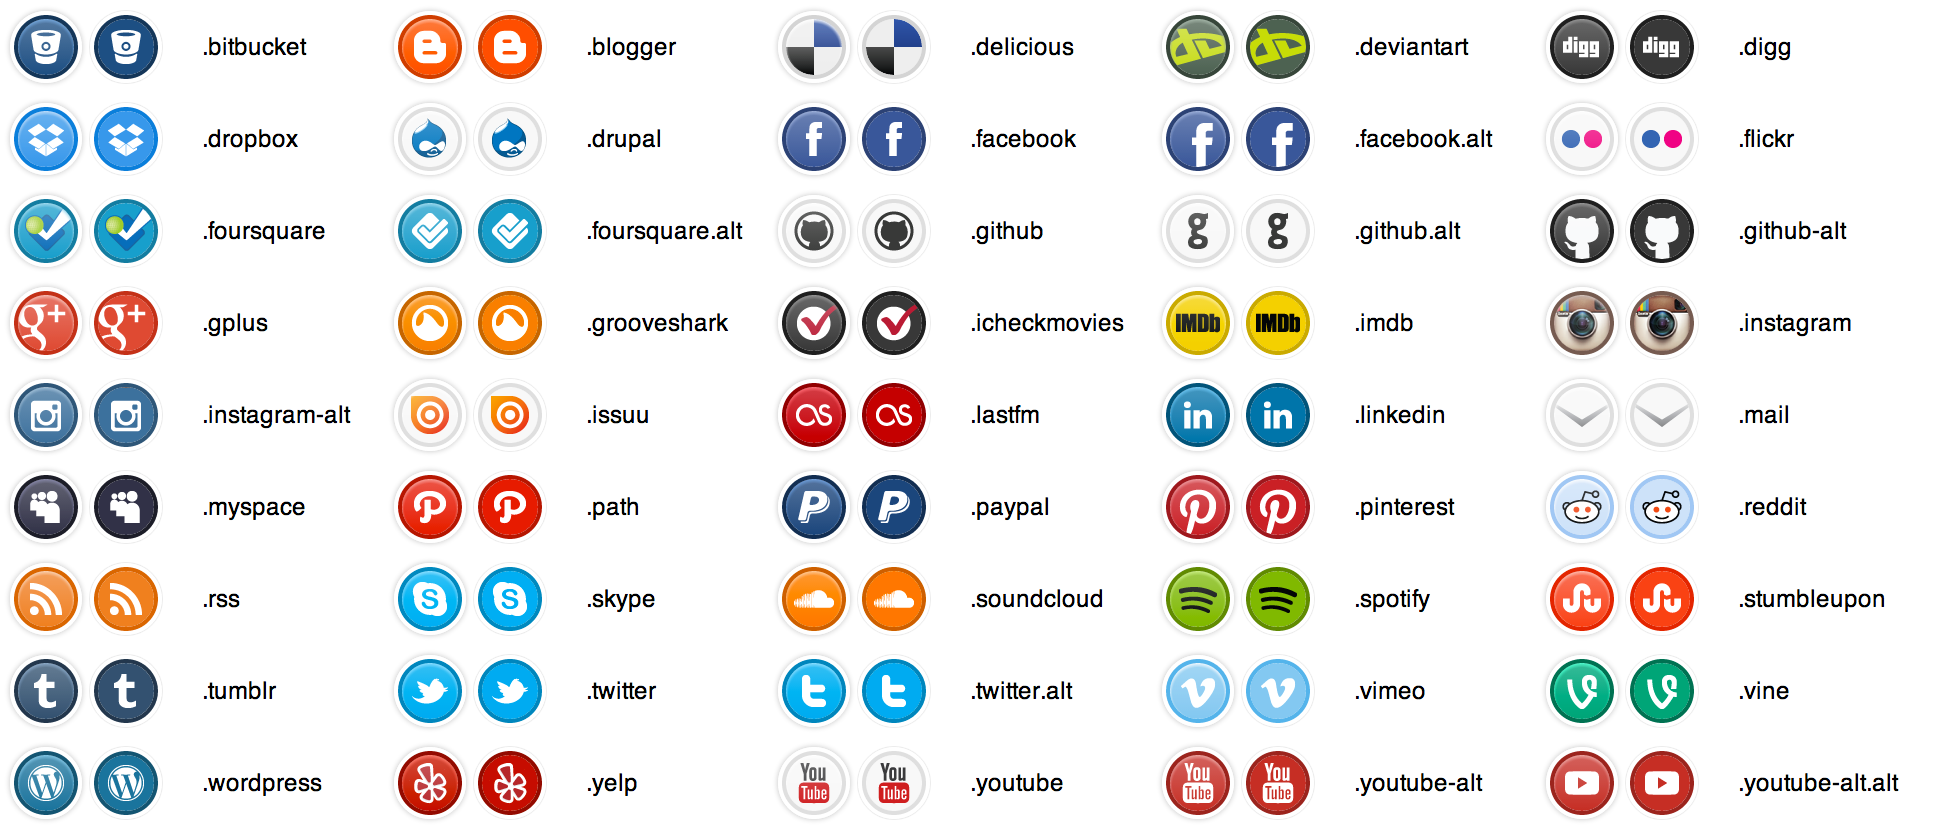 .bitbucket .blogger .delicious .deviantart digg digg .digg
.dropbox .drupal f f .facebook f f .facebook.alt .flickr
.foursquare .foursquare.alt .github g g .github.alt .github-alt
g+ g+ .gplus .grooveshark .icheckmovies IMDb IMDb .imdb .instagram
.instagram-alt .issuu .lastfm in in .linkedin .mail
.myspace .path .paypal .pinterest .reddit
.rss S S .skype .soundcloud .spotify .stumbleupon
t t .tumblr .twitter t t .twitter.alt v v .vimeo .vine
W W .wordpress .yelp You Tube You Tube .youtube You Tube You Tube .youtube-alt .youtube-alt.alt